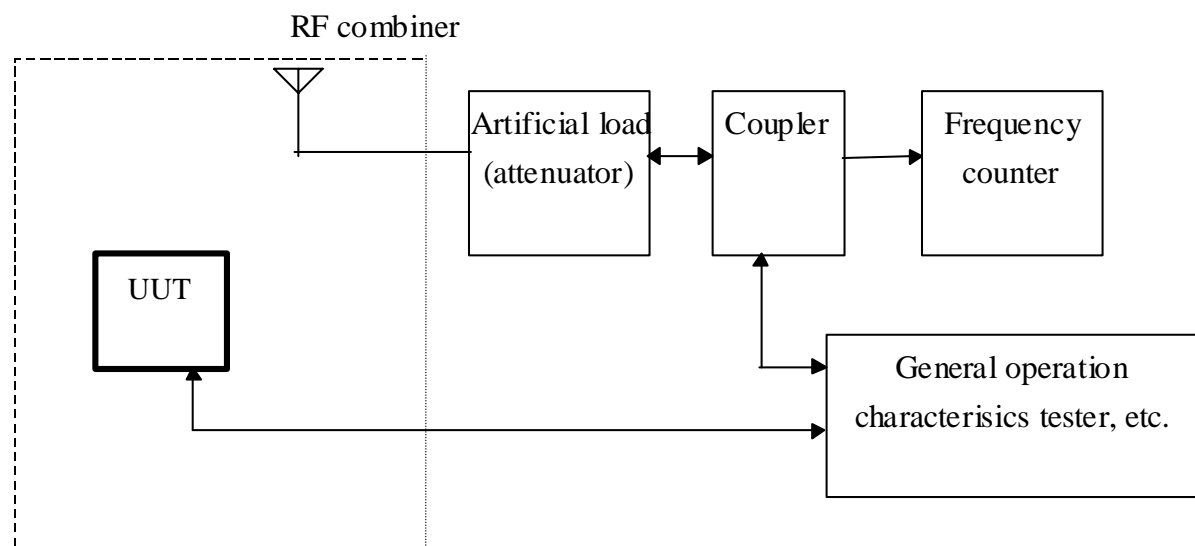 RF combiner
Artificial load
(attenuator)
Coupler
Frequency
counter
UUT
General operation
characterisics tester, etc.